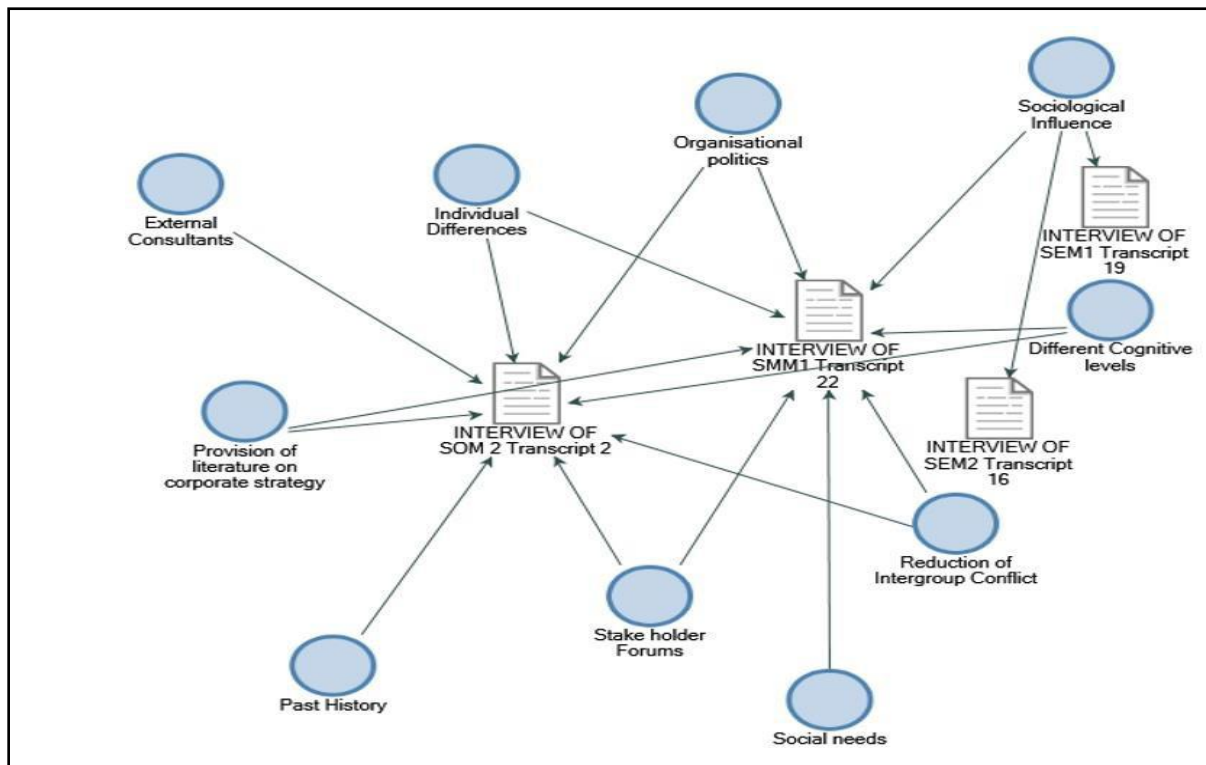 Sociological
Influence
Organisational
politics
External
Consultants
Individual
Differences
INTERVIEW OF
SEM1 Transcript
19
INTERVIEW OF
SMM1 Transcript
22
Different Cognitive
levels
INTERVIEW OF
SOM 2 Transcript 2
INTERVIEW OF
SEM2 Transcript
16
Provision of
literature on
corporate strategy
Reduction of
Intergroup Conflict
Stake holder
Forums
Past History
Social needs